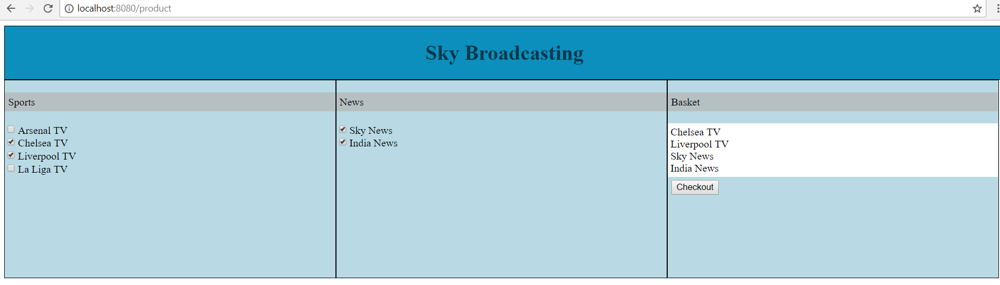 localhost:8080/product
Sky Broadcasting
Sports
Arsenal TV
Chelsea TV
Liverpool TV
La Liga TV
News
Sky News
India News
Basket
Chelsea TV
Liverpool TV
Sky News
India News
Checkout